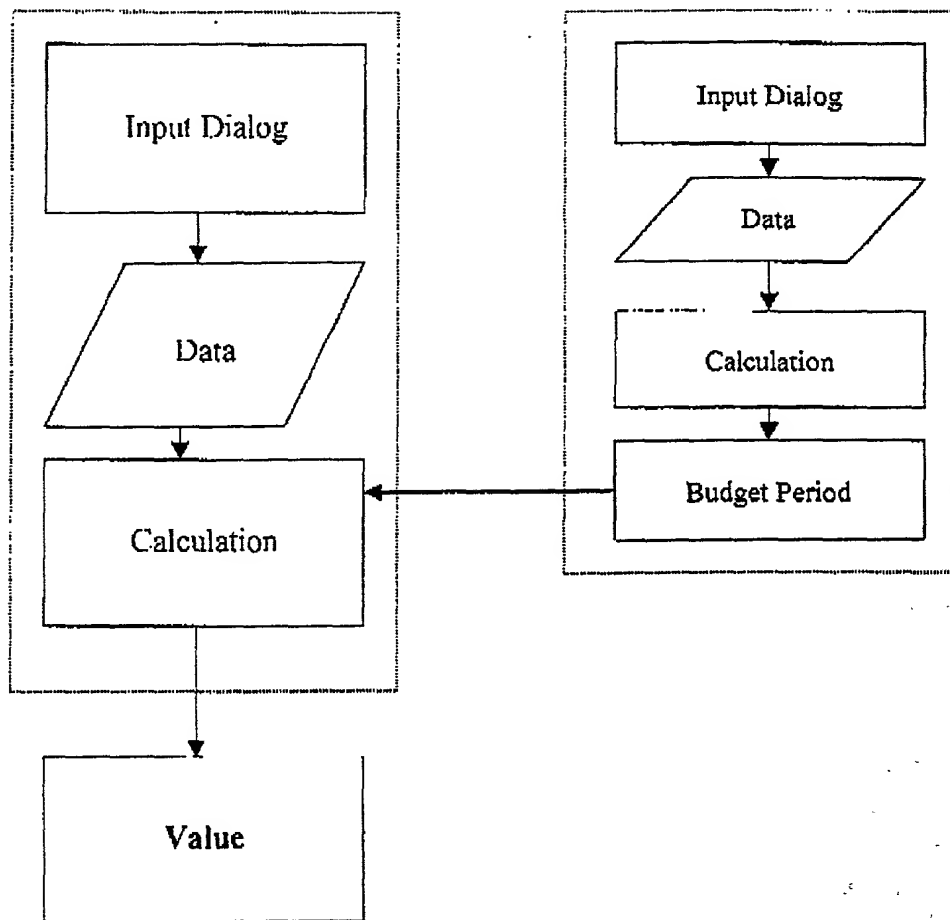 Input Dialog
Data
Calculation
Value
Input Dialog
Data
Calculation
Budget Period